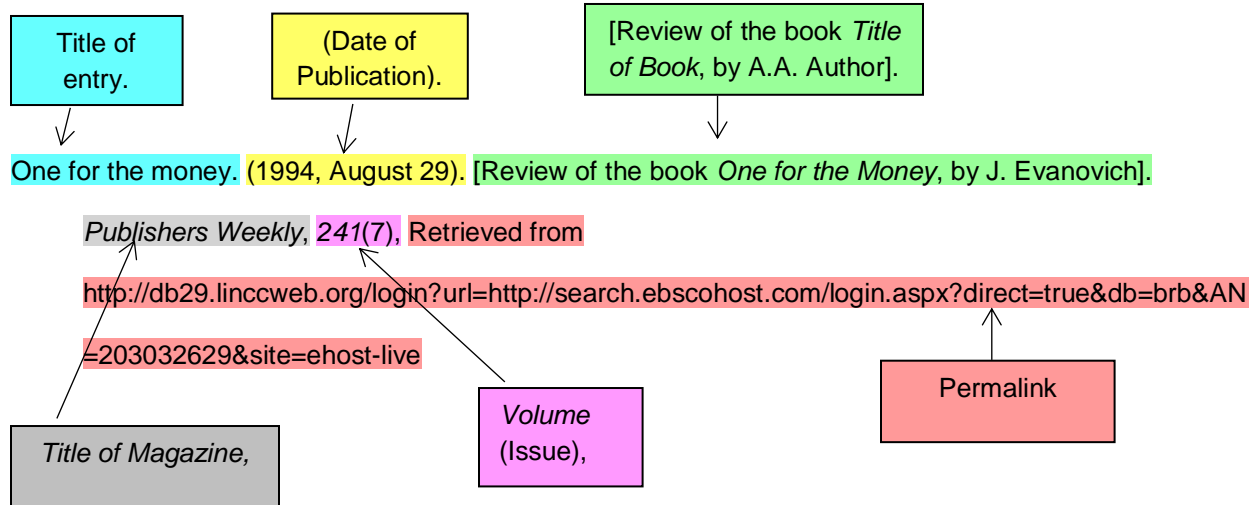 Title of
entry.
(Date of
Publication).
[Review of the book Title
of Book, by A.A. Author].
One for the money. (1994, August 29). [Review of the book One for the Money, by J. Evanovich].
Publishers Weekly, 241(7), Retrieved from
http://db29.linccweb.org/login?url=http://search.ebscohost.com/login.aspx?direct=true&db=brb&AN
=203032629&site=ehost-live
Title of Magazine,
Volume
(Issue),
Permalink